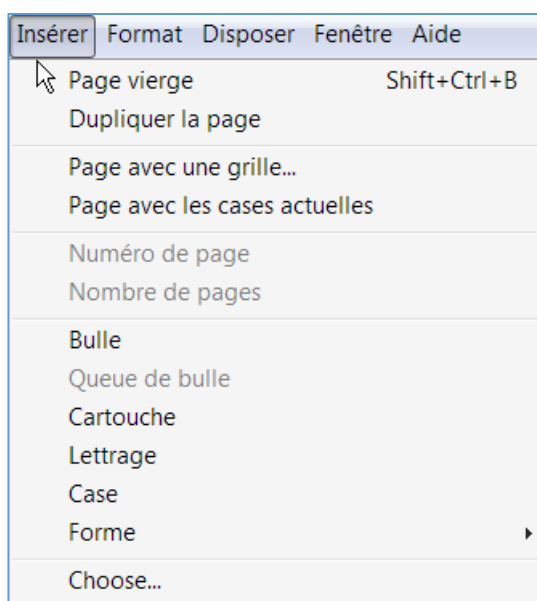 Insérer Format Disposer Fenêtre Aide
Page vierge Shift+Ctrl+B
Dupliquer la page
Page avec une grille...
Page avec les cases actuelles
Numéro de page
Nombre de pages
Bulle
Queue de bulle
Cartouche
Lettrage
Case
Forme
Choose...